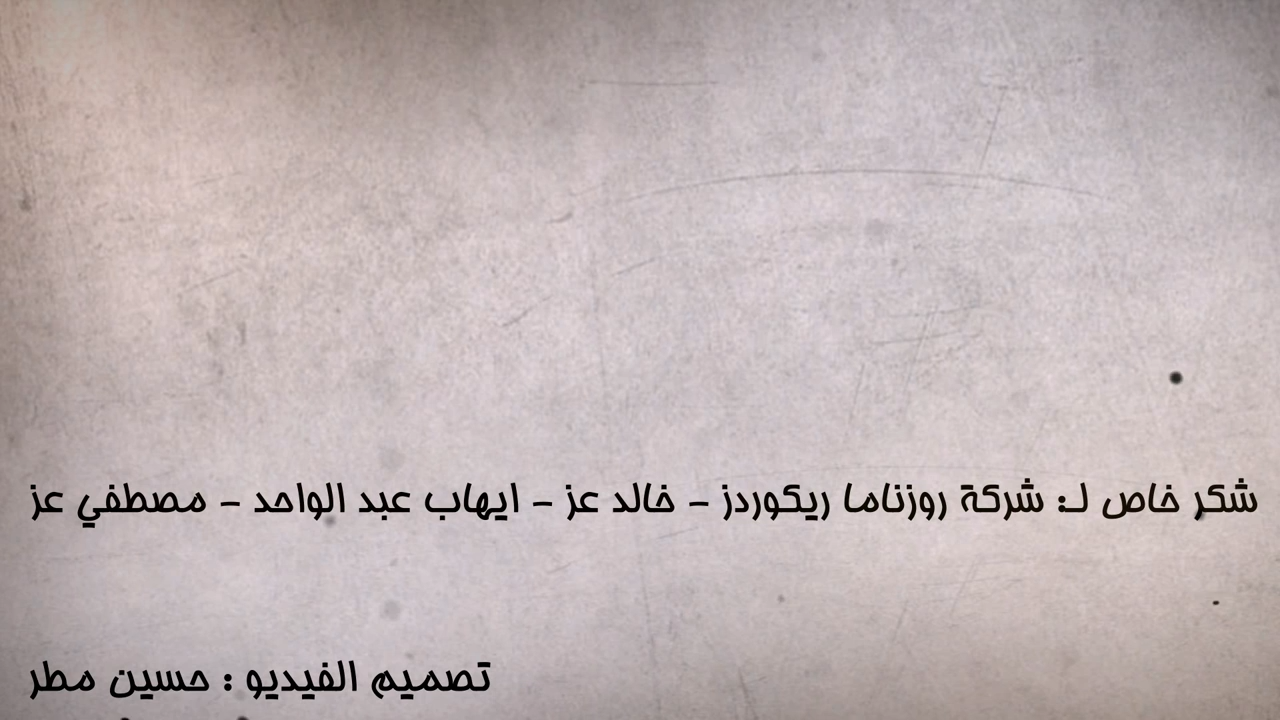 شكر خاص لـ: شركة روزناما ريكوردز - خالد عز - ايهاب عبد الواحد - مصطفي عز
تصميم الفيديو : حسين مطر